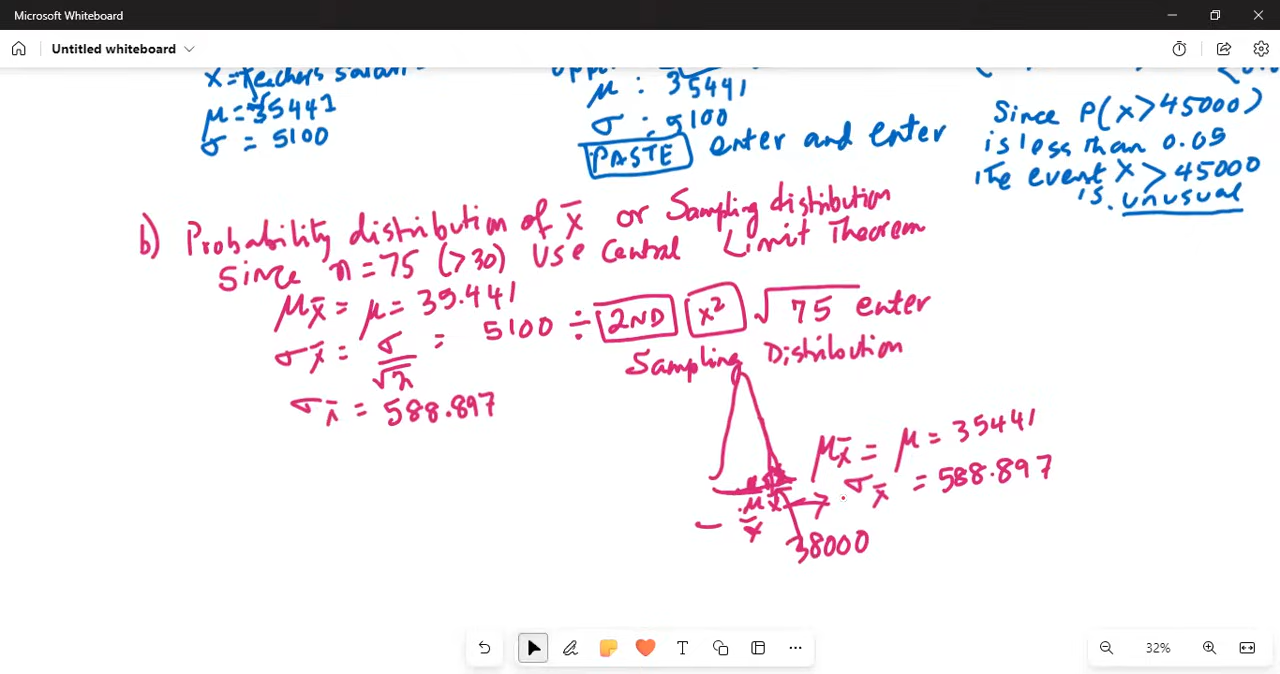 Microsoft Whiteboard
Untitled whiteboard
X = Teacher's Salari
μ = 35441
σ = 5100
μ : 35441
σ : 5100
PASTE enter and enter
Since P(x > 45000)
is less than 0.05
The event X > 45000
is unusual
b) Probability distribution of x̄ or Sampling distribution
Since n = 75 (> 30) Use Central Limit Theorem
μx̄ = μ = 35.441
σx̄ = σ/√n = 5100 ÷ 2ND x² √75 enter
σx̄ = 588.897
Sampling Distribution
μx̄ = μ = 35441
σx̄ = 588.897
μx̄
38000
32%